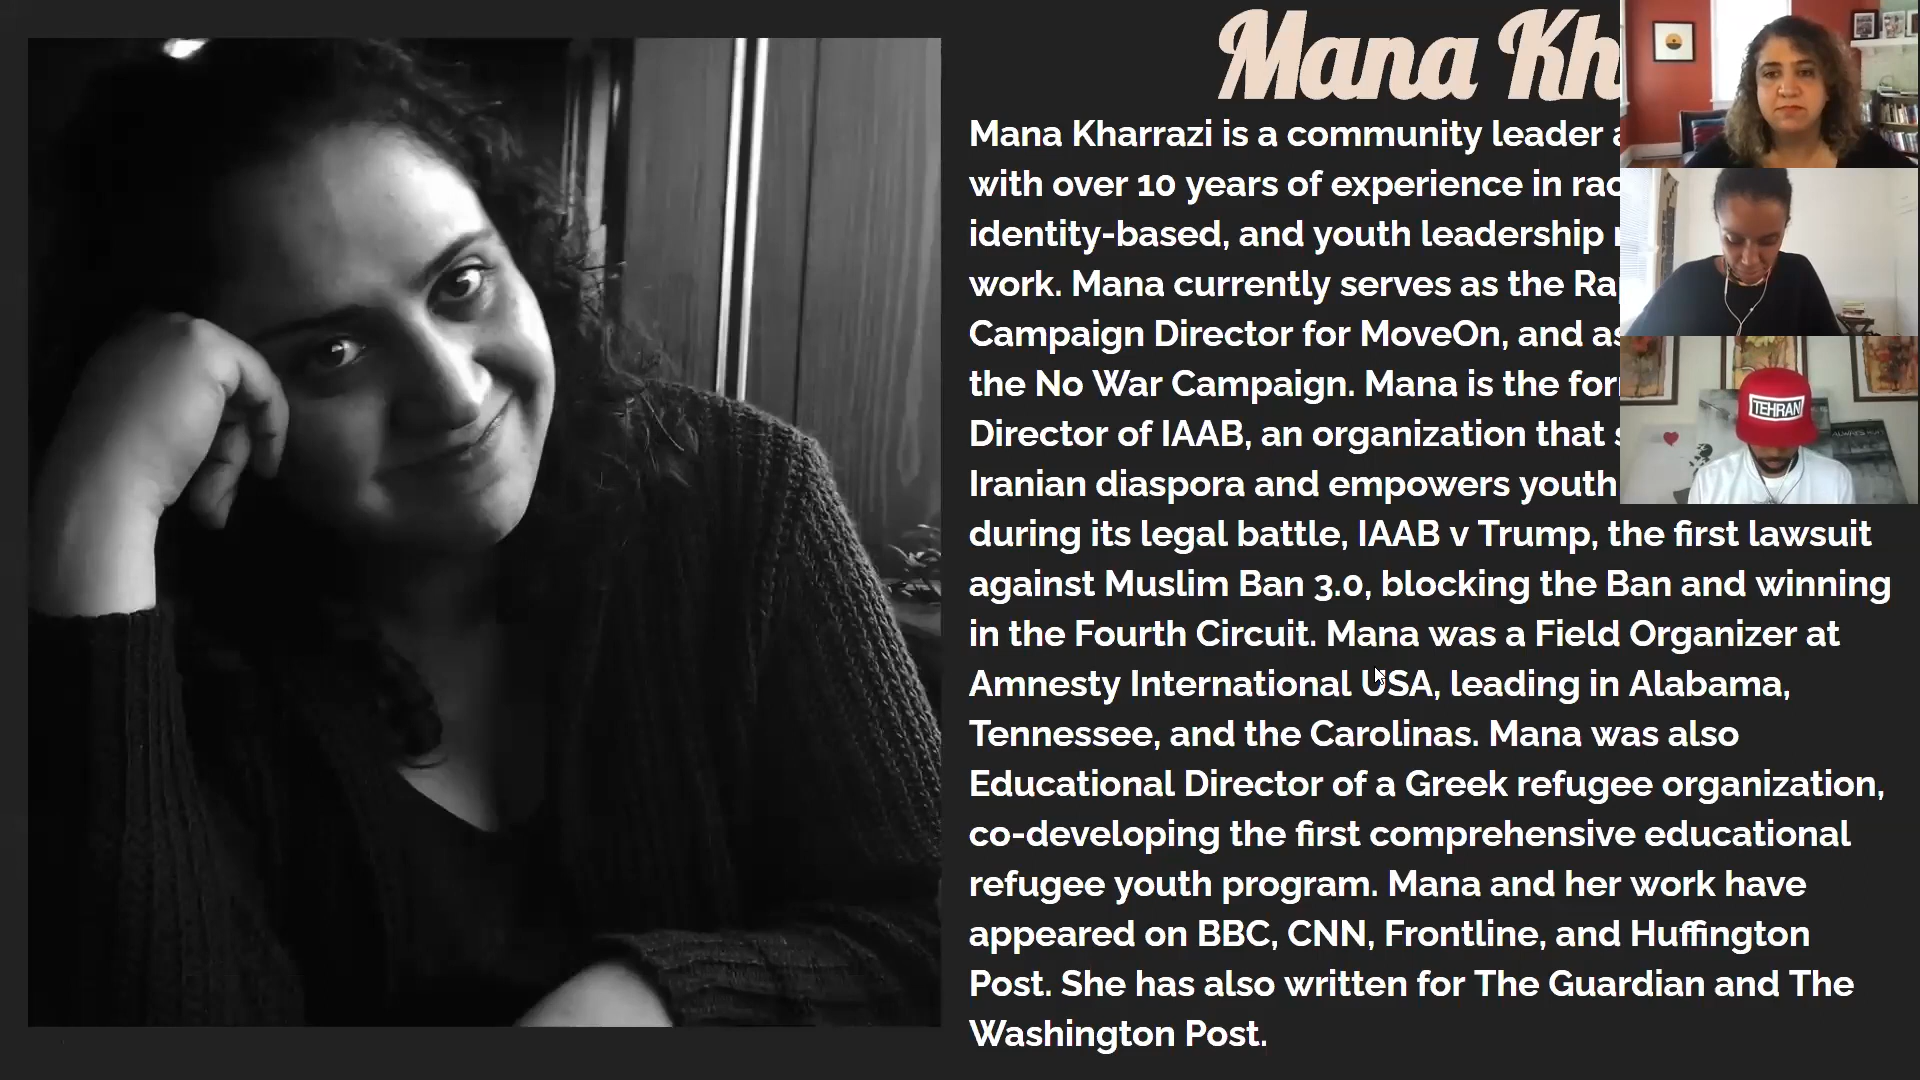 Mana Kh
Mana Kharrazi is a community leader
with over 10 years of experience in
identity-based, and youth leadership
work. Mana currently serves as the
Campaign Director for MoveOn, and as
the No War Campaign. Mana is the
Director of IAAB, an organization that
Iranian diaspora and empowers youth
during its legal battle, IAAB v Trump, the first lawsuit
against Muslim Ban 3.0, blocking the Ban and winning
in the Fourth Circuit. Mana was a Field Organizer at
Amnesty International USA, leading in Alabama,
Tennessee, and the Carolinas. Mana was also
Educational Director of a Greek refugee organization,
co-developing the first comprehensive educational
refugee youth program. Mana and her work have
appeared on BBC, CNN, Frontline, and Huffington
Post. She has also written for The Guardian and The
Washington Post.
TEHRAN